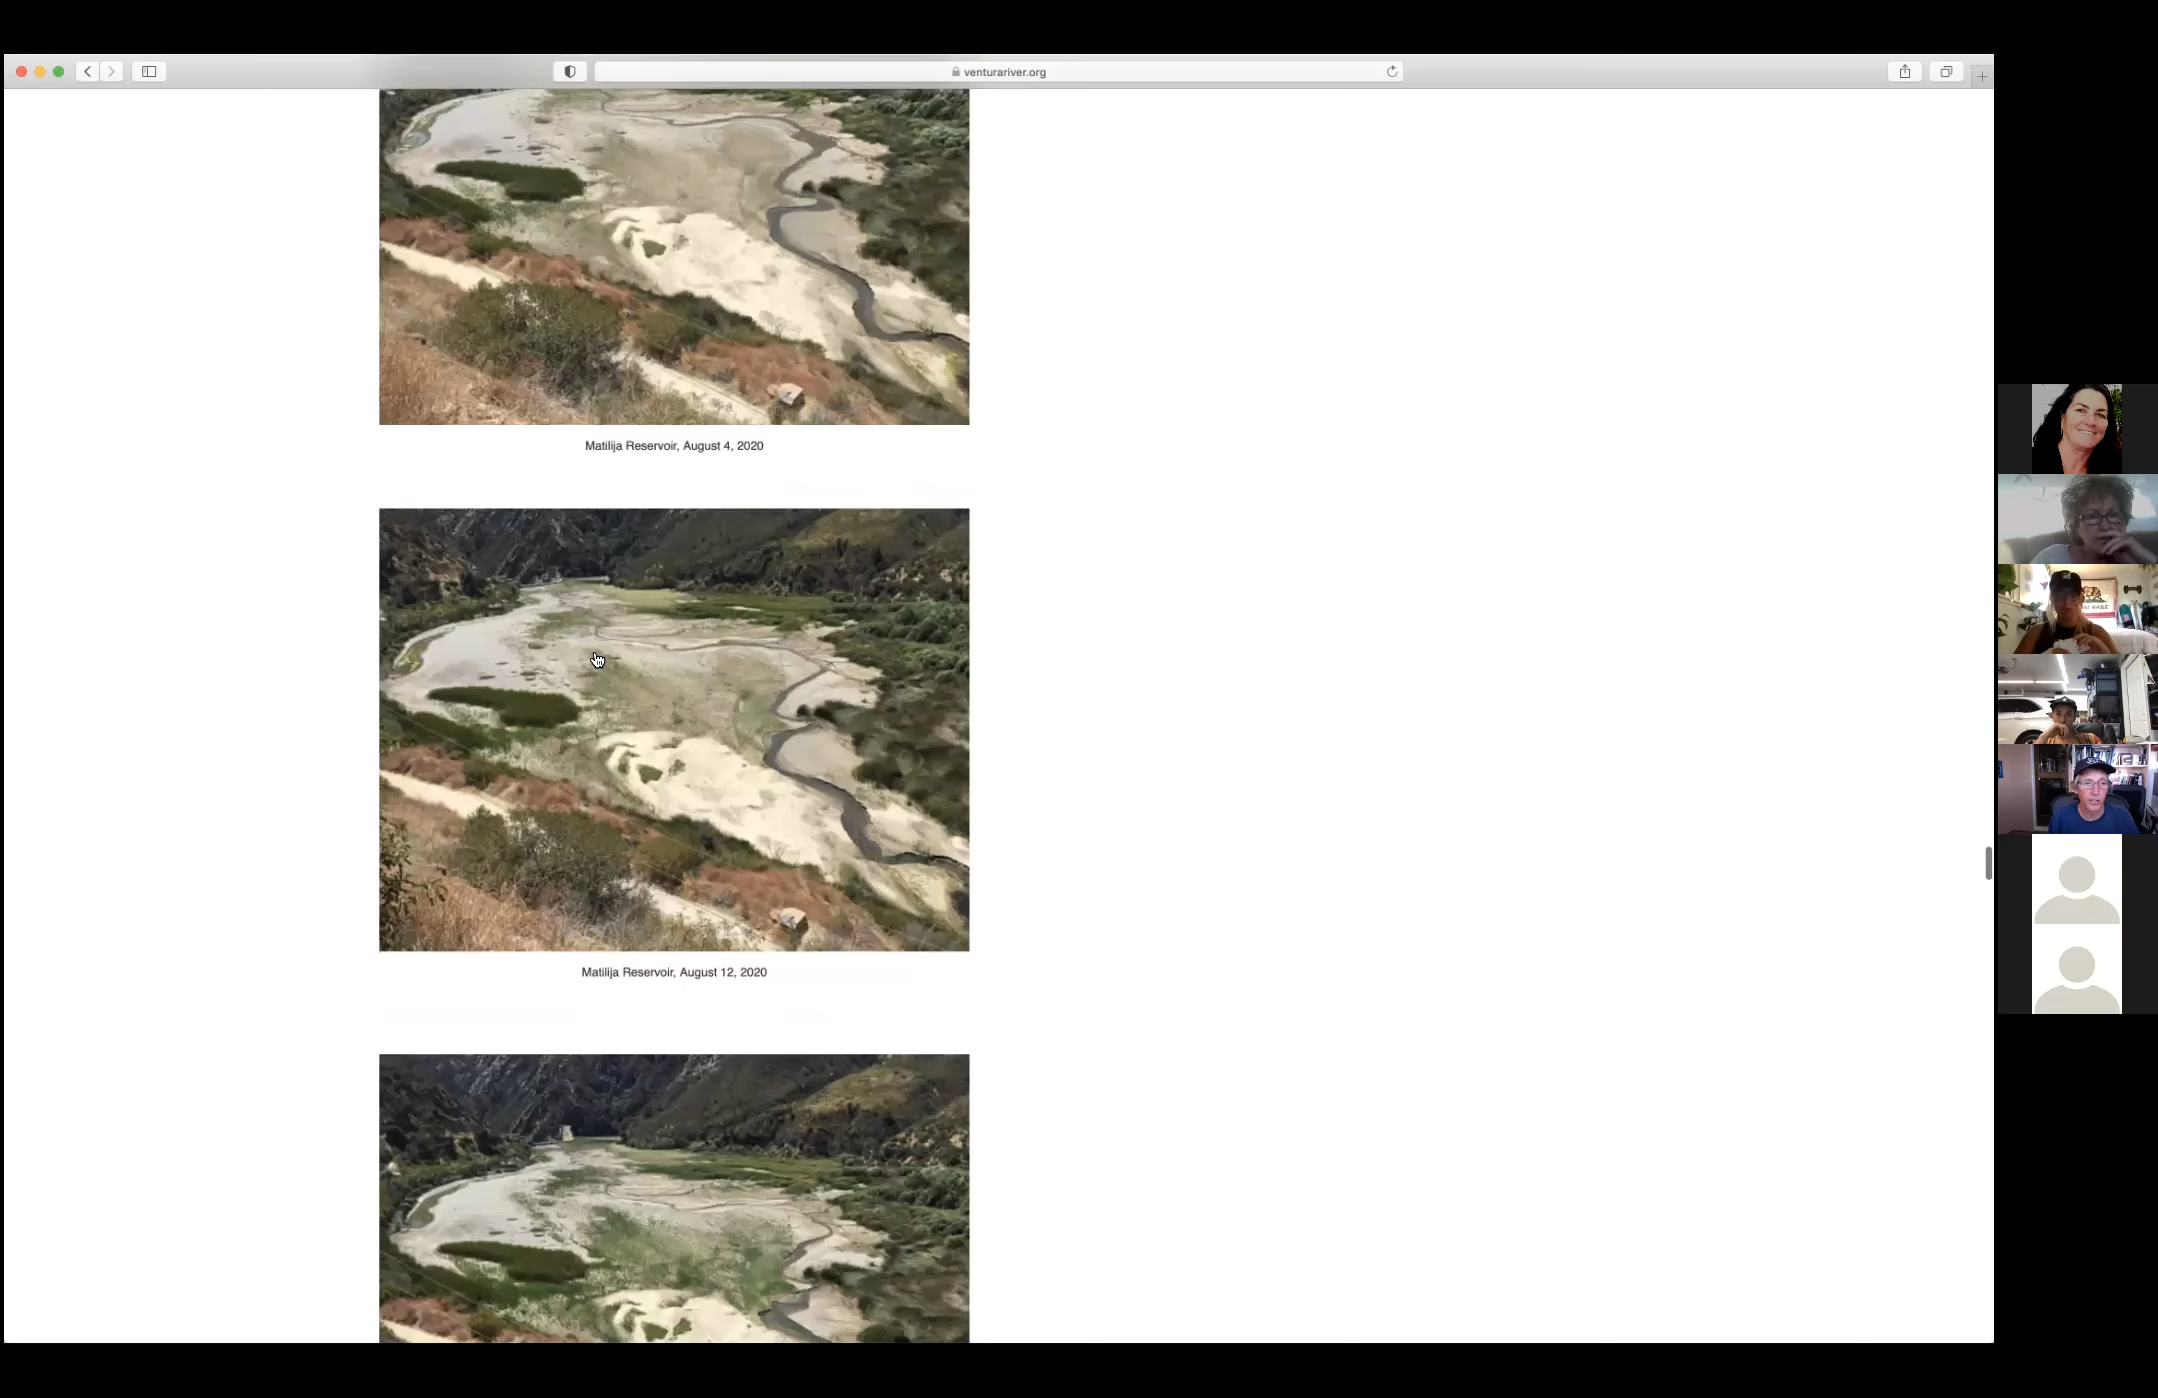 venturariver.org
Matilija Reservoir, August 4, 2020
Matilija Reservoir, August 12, 2020